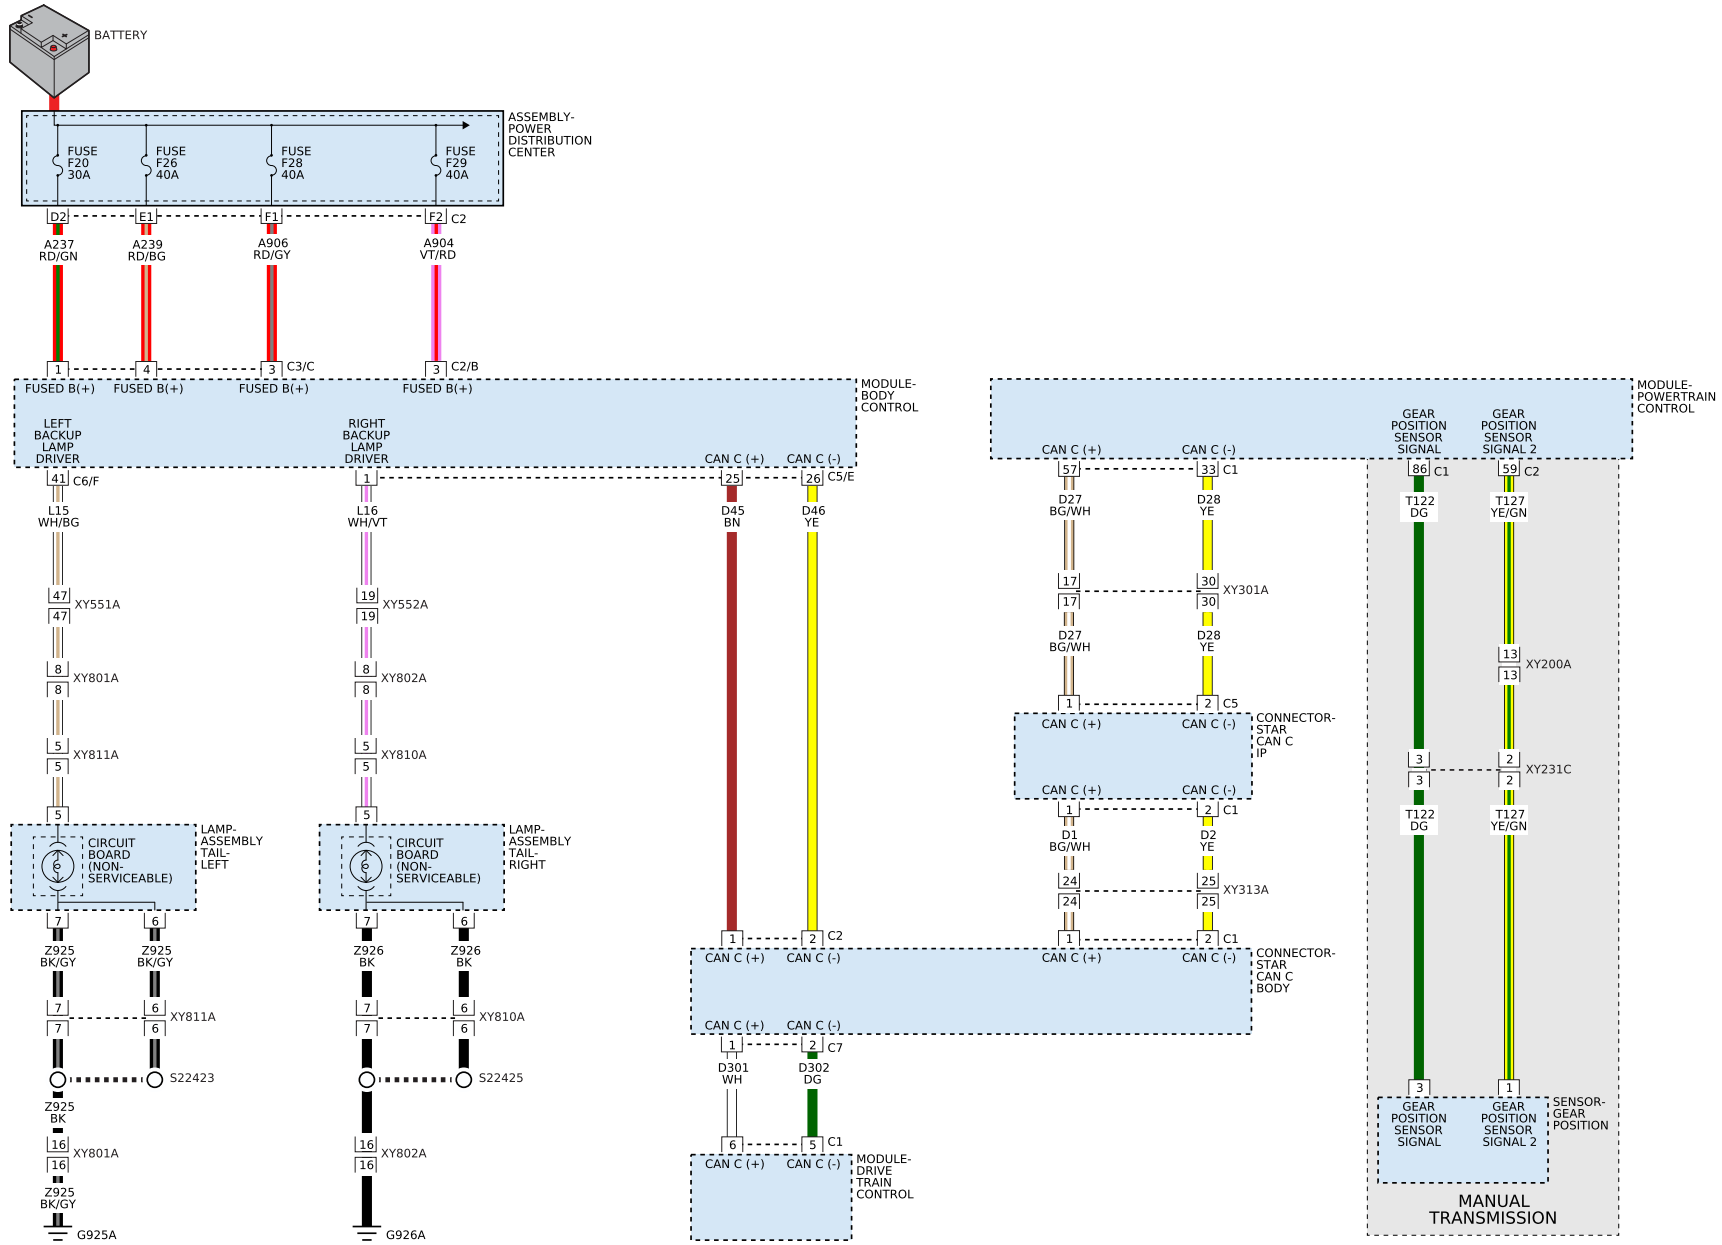 BATTERY
ASSEMBLY-
POWER
DISTRIBUTION
CENTER
FUSE
F20
30A
FUSE
F26
40A
FUSE
F28
40A
FUSE
F29
40A
D2
E1
F1
F2
C2
A237
RD/GN
A239
RD/BG
A906
RD/GY
A904
VT/RD
1
4
3
C3/C
3
C2/B
FUSED B(+)
FUSED B(+)
FUSED B(+)
FUSED B(+)
MODULE-
BODY
CONTROL
LEFT
BACKUP
LAMP
DRIVER
RIGHT
BACKUP
LAMP
DRIVER
CAN C (+)
CAN C (-)
41
C6/F
1
25
26
C5/E
L15
WH/BG
L16
WH/VT
D45
BN
D46
YE
47
47
XY551A
19
19
XY552A
8
8
XY801A
8
8
XY802A
5
5
XY811A
5
5
XY810A
5
5
CIRCUIT
BOARD
(NON-
SERVICEABLE)
LAMP-
ASSEMBLY
TAIL-
LEFT
CIRCUIT
BOARD
(NON-
SERVICEABLE)
LAMP-
ASSEMBLY
TAIL-
RIGHT
7
6
7
6
Z925
BK/GY
Z925
BK/GY
Z926
BK
Z926
BK
7
7
6
6
XY811A
7
7
6
6
XY810A
S22423
S22425
Z925
BK
16
16
XY801A
16
16
XY802A
Z925
BK/GY
G925A
G926A
1
2
C2
CAN C (+)
CAN C (-)
CAN C (+)
CAN C (-)
CONNECTOR-
STAR
CAN C
BODY
CAN C (+)
CAN C (-)
1
2
C7
D301
WH
D302
DG
6
5
C1
CAN C (+)
CAN C (-)
MODULE-
DRIVE
TRAIN
CONTROL
MODULE-
POWERTRAIN
CONTROL
CAN C (+)
CAN C (-)
GEAR
POSITION
SENSOR
SIGNAL
GEAR
POSITION
SENSOR
SIGNAL 2
57
33
C1
86
C1
59
C2
D27
BG/WH
D28
YE
T122
DG
T127
YE/GN
17
17
30
30
XY301A
D27
BG/WH
D28
YE
13
13
XY200A
1
2
C5
CAN C (+)
CAN C (-)
CONNECTOR-
STAR
CAN C
IP
CAN C (+)
CAN C (-)
1
2
C1
D1
BG/WH
D2
YE
24
24
25
25
XY313A
1
2
C1
3
3
2
2
XY231C
T122
DG
T127
YE/GN
3
1
GEAR
POSITION
SENSOR
SIGNAL
GEAR
POSITION
SENSOR
SIGNAL 2
SENSOR-
GEAR
POSITION
MANUAL
TRANSMISSION